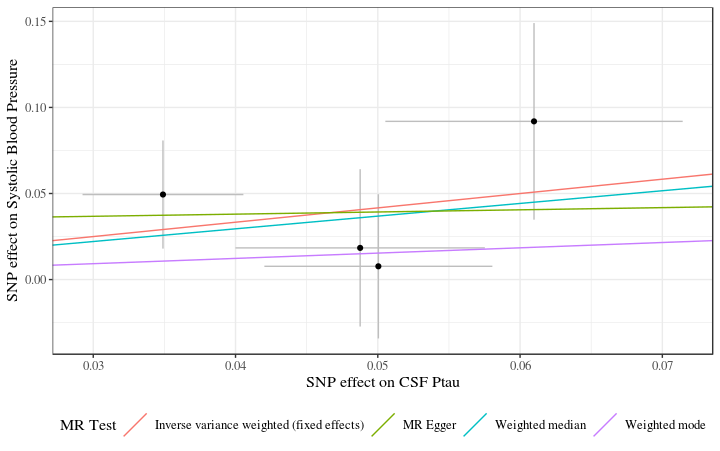 0.15
0.10
0.05
0.00
SNP effect on Systolic Blood Pressure
0.03 0.04 0.05 0.06 0.07
SNP effect on CSF Ptau
MR Test Inverse variance weighted (fixed effects) MR Egger Weighted median Weighted mode